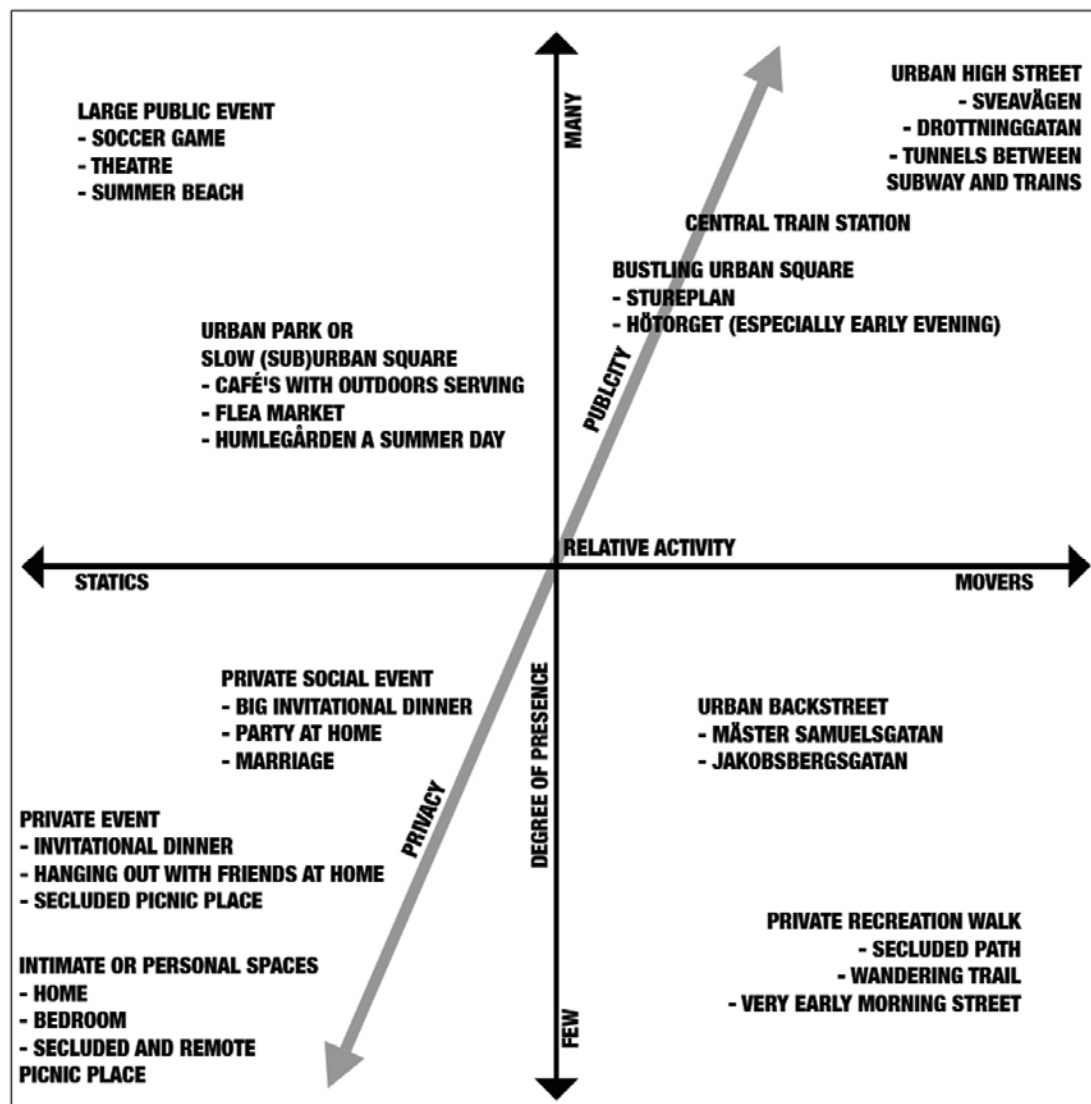 LARGE PUBLIC EVENT
- SOCCER GAME
- THEATRE
- SUMMER BEACH
MANY
URBAN HIGH STREET
- SVEAVÄGEN
- DROTTNINGGATAN
- TUNNELS BETWEEN
SUBWAY AND TRAINS
CENTRAL TRAIN STATION
BUSTLING URBAN SQUARE
- STUREPLAN
- HÖTORGET (ESPECIALLY EARLY EVENING)
URBAN PARK OR
SLOW (SUB)URBAN SQUARE
- CAFÉ'S WITH OUTDOORS SERVING
- FLEA MARKET
- HUMLEGÅRDEN A SUMMER DAY
PUBLCITY
RELATIVE ACTIVITY
STATICS
MOVERS
PRIVATE SOCIAL EVENT
- BIG INVITATIONAL DINNER
- PARTY AT HOME
- MARRIAGE
DEGREE OF PRESENCE
URBAN BACKSTREET
- MÄSTER SAMUELSGATAN
- JAKOBSBERGSGATAN
PRIVACY
PRIVATE EVENT
- INVITATIONAL DINNER
- HANGING OUT WITH FRIENDS AT HOME
- SECLUDED PICNIC PLACE
PRIVATE RECREATION WALK
- SECLUDED PATH
- WANDERING TRAIL
- VERY EARLY MORNING STREET
INTIMATE OR PERSONAL SPACES
- HOME
- BEDROOM
- SECLUDED AND REMOTE
PICNIC PLACE
FEW